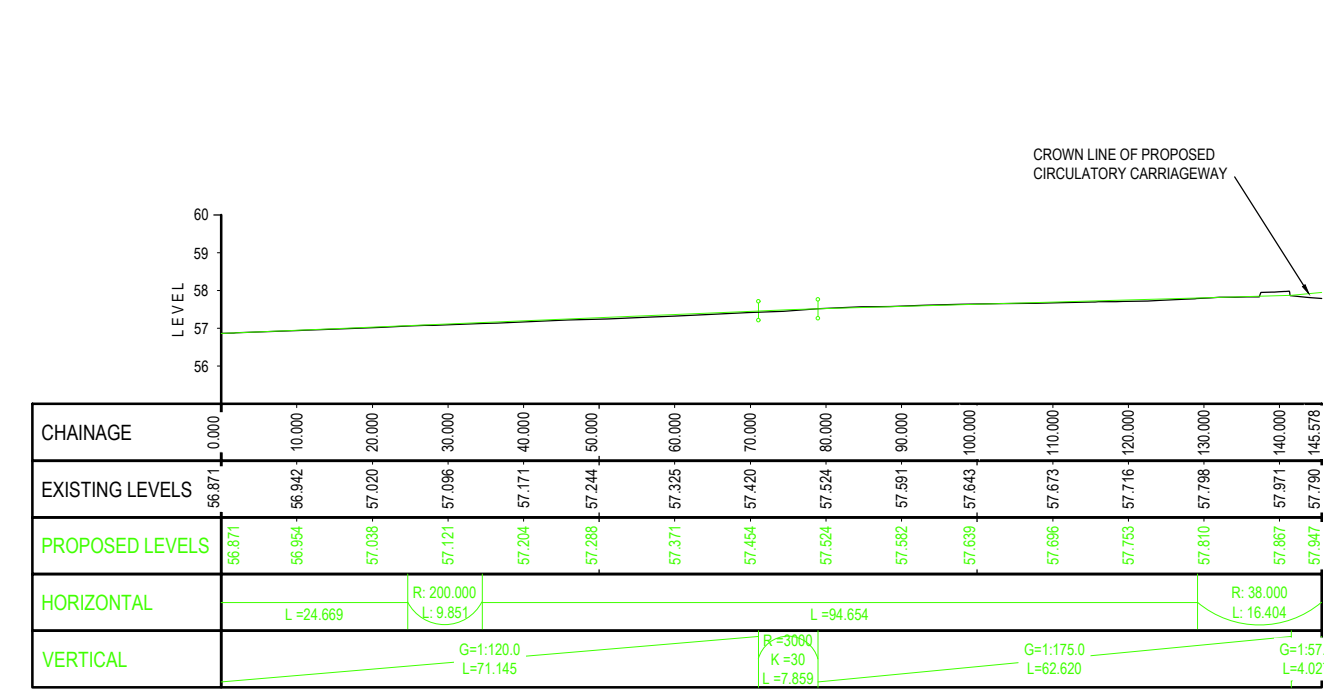 CROWN LINE OF PROPOSED
CIRCULATORY CARRIAGEWAY
60
59
58
57
56
LEVEL
CHAINAGE 0.000 10.000 20.000 30.000 40.000 50.000 60.000 70.000 80.000 90.000 100.000 110.000 120.000 130.000 140.000 145.578
EXISTING LEVELS 56.871 56.942 57.020 57.096 57.171 57.244 57.325 57.420 57.524 57.591 57.643 57.673 57.716 57.798 57.971 57.790
PROPOSED LEVELS 56.871 56.954 57.038 57.121 57.204 57.288 57.371 57.454 57.524 57.582 57.639 57.696 57.753 57.810 57.867 57.947
HORIZONTAL
L =24.669
R: 200.000
L: 9.851
L =94.654
R: 38.000
L: 16.404
VERTICAL
G=1:120.0
L=71.145
R =3000
K =30
L =7.859
G=1:175.0
L=62.620
G=1:57
L=4.027